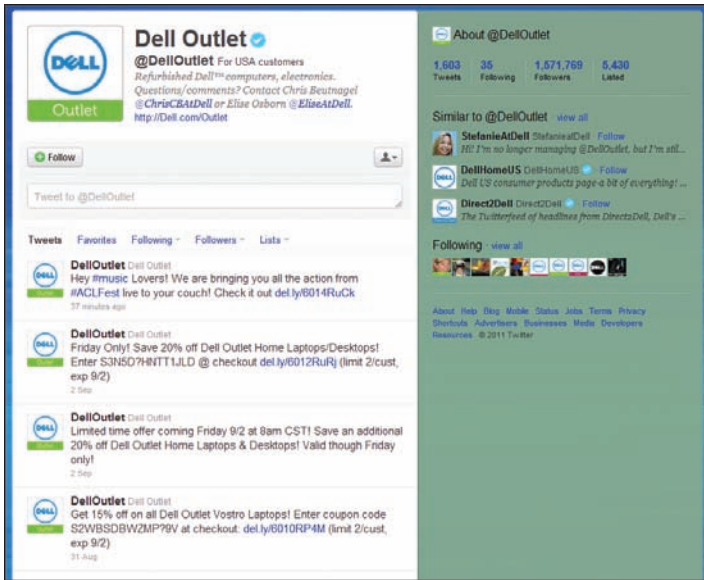 DELL
Outlet
Dell Outlet
@DellOutlet For USA customers
Refurbished Dell™ computers, electronics.
Questions/comments? Contact Chris Beutnagel
@ChrisCBAtDell or Elise Osborn @EliseAtDell.
http://Dell.com/Outlet
Follow
Tweet to @DellOutlet
Tweets Favorites Following Followers Lists
DELL
Outlet
DellOutlet Dell Outlet
Hey #music Lovers! We are bringing you all the action from
#ACLFest live to your couch! Check it out del.ly/6014RuCk
37 minutes ago
DELL
Outlet
DellOutlet Dell Outlet
Friday Only! Save 20% off Dell Outlet Home Laptops/Desktops!
Enter S3N5D?HNTT1JLD @ checkout del.ly/6012RuRj (limit 2/cust,
exp 9/2)
2 Sep
DELL
Outlet
DellOutlet Dell Outlet
Limited time offer coming Friday 9/2 at 8am CST! Save an additional
20% off Dell Outlet Home Laptops & Desktops! Valid though Friday
only!
2 Sep
DELL
Outlet
DellOutlet Dell Outlet
Get 15% off on all Dell Outlet Vostro Laptops! Enter coupon code
S2WBSDBWZMP?9V at checkout: del.ly/6010RP4M (limit 2/cust,
exp 9/2)
31 Aug
About @DellOutlet
1,603 35 1,571,769 5,430
Tweets Following Followers Listed
Similar to @DellOutlet · view all
StefanieAtDell StefanieatDell · Follow
Hi! I'm no longer managing @DellOutlet, but I'm stil...
DellHomeUS DellHomeUS · Follow
Dell US consumer products page-a bit of everything! ...
Direct2Dell Direct2Dell · Follow
The Twitterfeed of headlines from Direct2Dell, Dell's ...
Following · view all
About Help Blog Mobile Status Jobs Terms Privacy
Shortcuts Advertisers Businesses Media Developers
Resources © 2011 Twitter